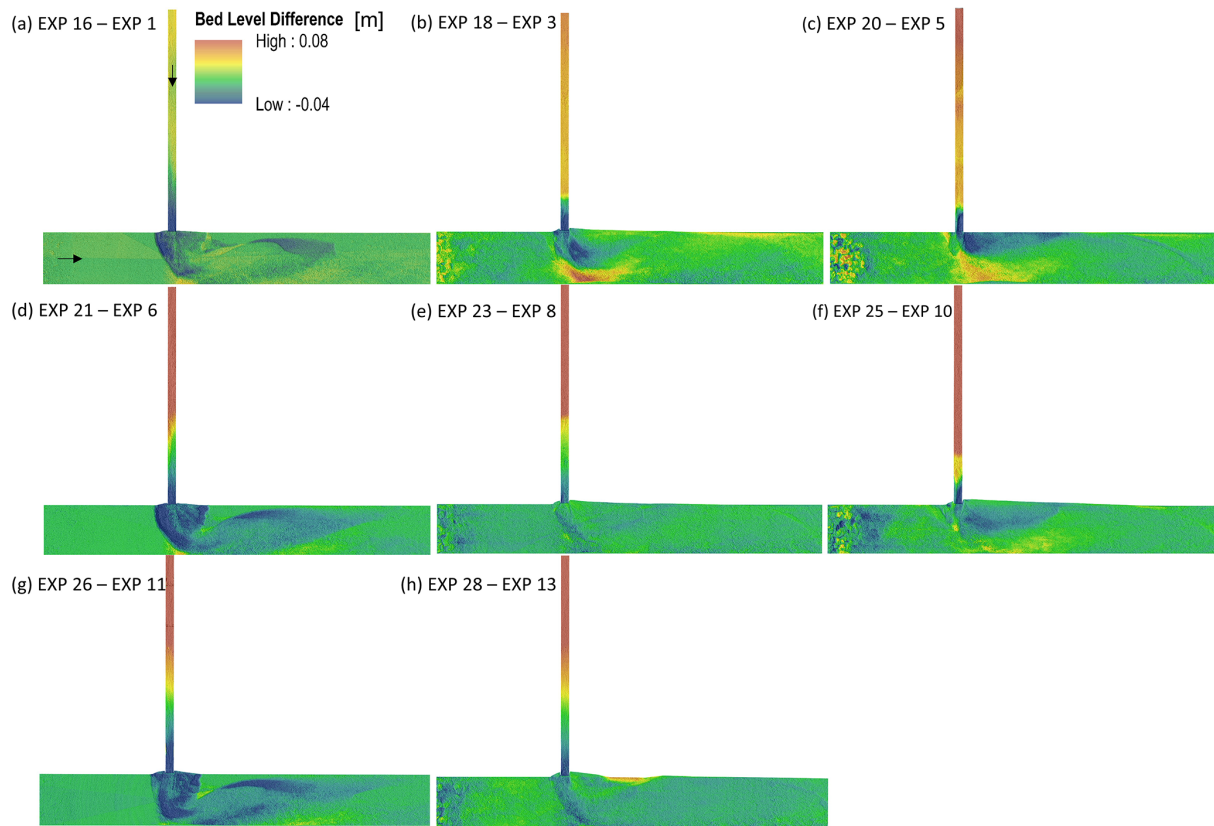 (a) EXP 16 – EXP 1
Bed Level Difference [m]
High : 0.08
Low : -0.04
(b) EXP 18 – EXP 3
(c) EXP 20 – EXP 5
(d) EXP 21 – EXP 6
(e) EXP 23 – EXP 8
(f) EXP 25 – EXP 10
(g) EXP 26 – EXP 11
(h) EXP 28 – EXP 13